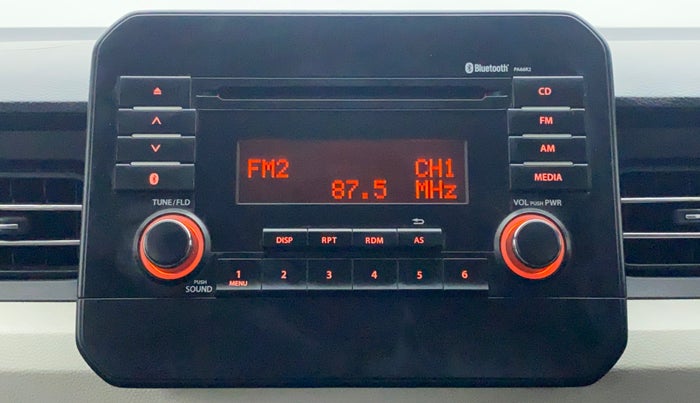 Bluetooth PA66R2
CD
FM
AM
MEDIA
FM2 CH1
87.5 MHz
TUNE/FLD
VOL PUSH PWR
DISP RPT RDM AS
PUSH
SOUND
1 2 3 4 5 6
MENU